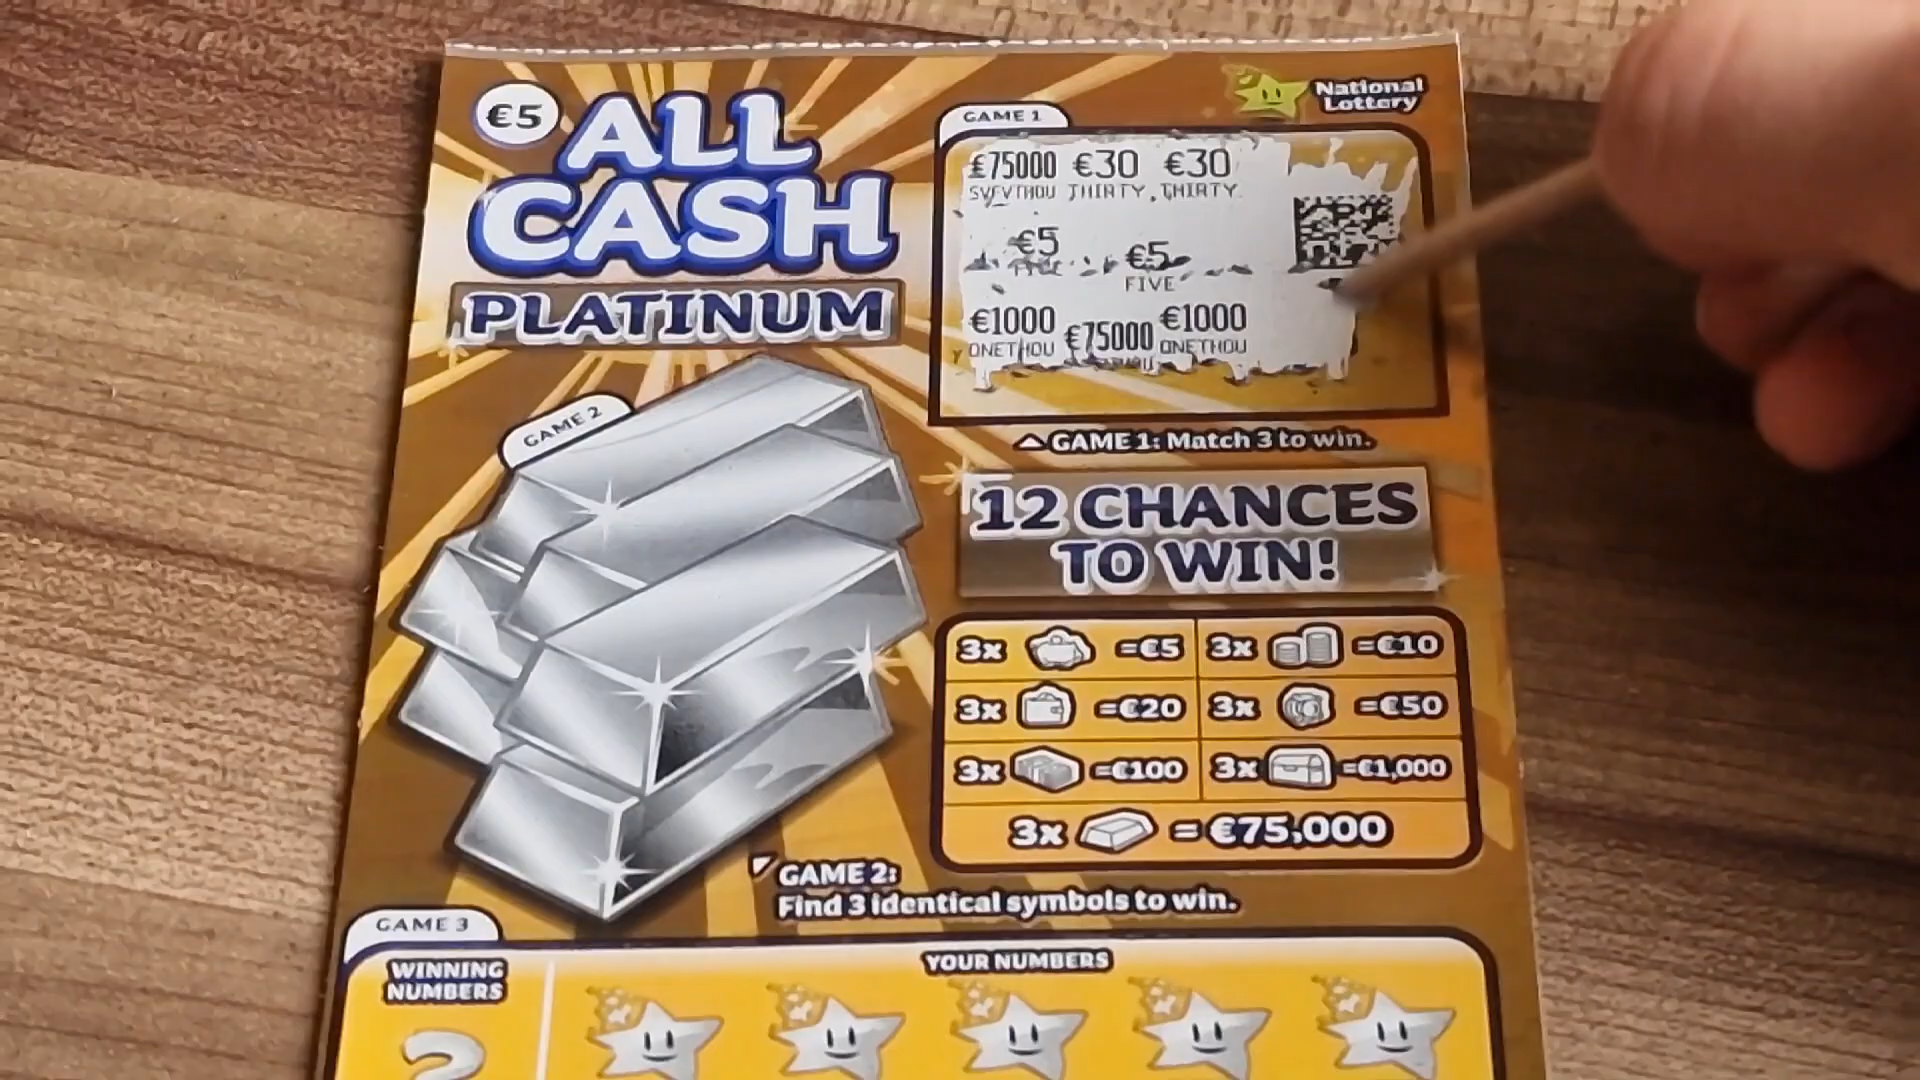 €5
ALL
CASH
PLATINUM
National
Lottery
GAME 1
€75000 €30 €30
SVFVTHOU THIRTY THIRTY
€5 €5
FIVE
€1000 €75000 €1000
ONETHOU ONETHOU
GAME 1: Match 3 to win.
12 CHANCES
TO WIN!
GAME 2
3x =€5 3x =€10
3x =€20 3x =€50
3x =€100 3x =€1,000
3x = €75,000
GAME 2:
Find 3 identical symbols to win.
GAME 3
WINNING
NUMBERS
YOUR NUMBERS